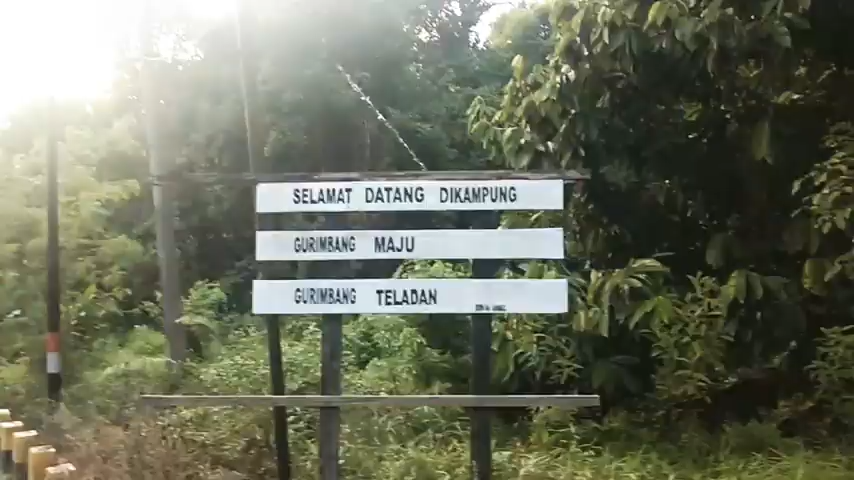 SELAMAT DATANG DIKAMPUNG
GURIMBANG MAJU
GURIMBANG TELADAN